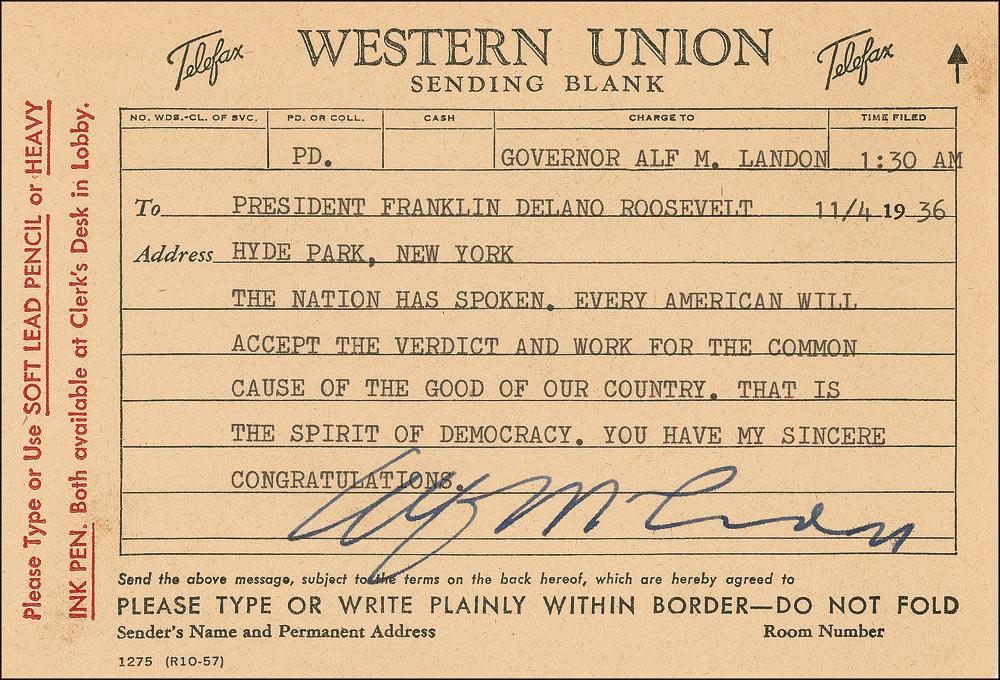 Telefax WESTERN UNION Telefax
SENDING BLANK
NO. WDS.-CL. OF SVC. PD. OR COLL. CASH CHARGE TO TIME FILED
PD. GOVERNOR ALF M. LANDON 1:30 AM
To PRESIDENT FRANKLIN DELANO ROOSEVELT 11/4 19 36
Address HYDE PARK, NEW YORK
THE NATION HAS SPOKEN. EVERY AMERICAN WILL
ACCEPT THE VERDICT AND WORK FOR THE COMMON
CAUSE OF THE GOOD OF OUR COUNTRY. THAT IS
THE SPIRIT OF DEMOCRACY. YOU HAVE MY SINCERE
CONGRATULATIONS.
Alf M Landon
Send the above message, subject to the terms on the back hereof, which are hereby agreed to
PLEASE TYPE OR WRITE PLAINLY WITHIN BORDER—DO NOT FOLD
Sender's Name and Permanent Address Room Number
1275 (R10-57)
Please Type or Use SOFT LEAD PENCIL or HEAVY
INK PEN. Both available at Clerk's Desk in Lobby.